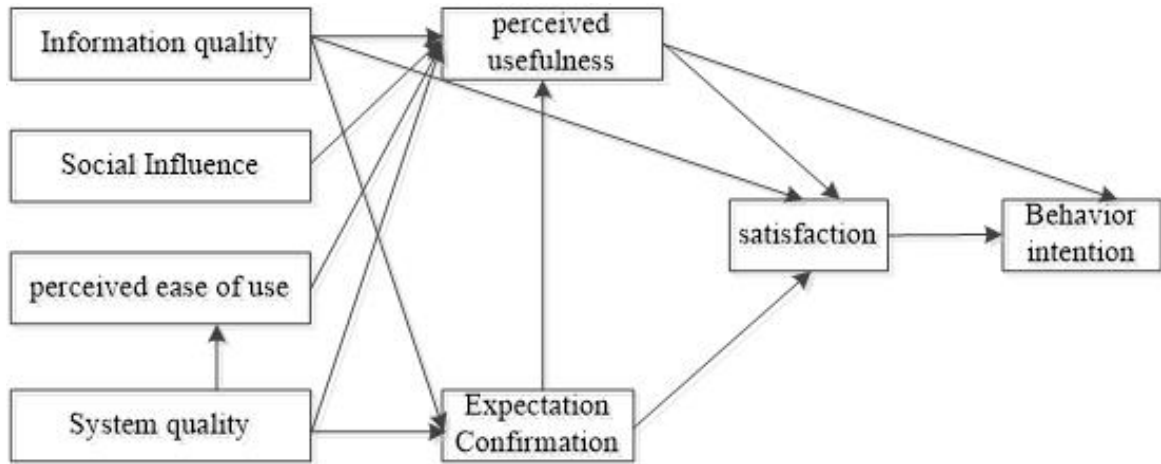 Information quality
perceived
usefulness
Social Influence
satisfaction
Behavior
intention
perceived ease of use
System quality
Expectation
Confirmation